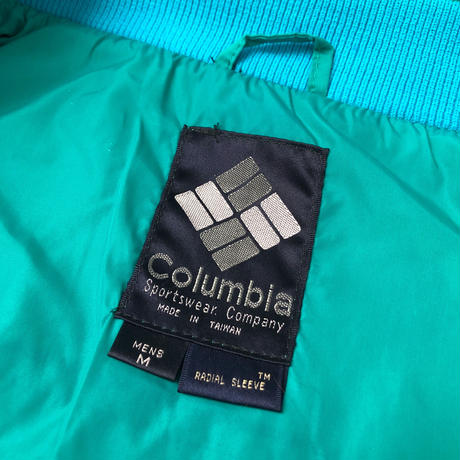 Columbia
Sportswear Company
MADE IN TAIWAN
MENS
M
RADIAL SLEEVE™